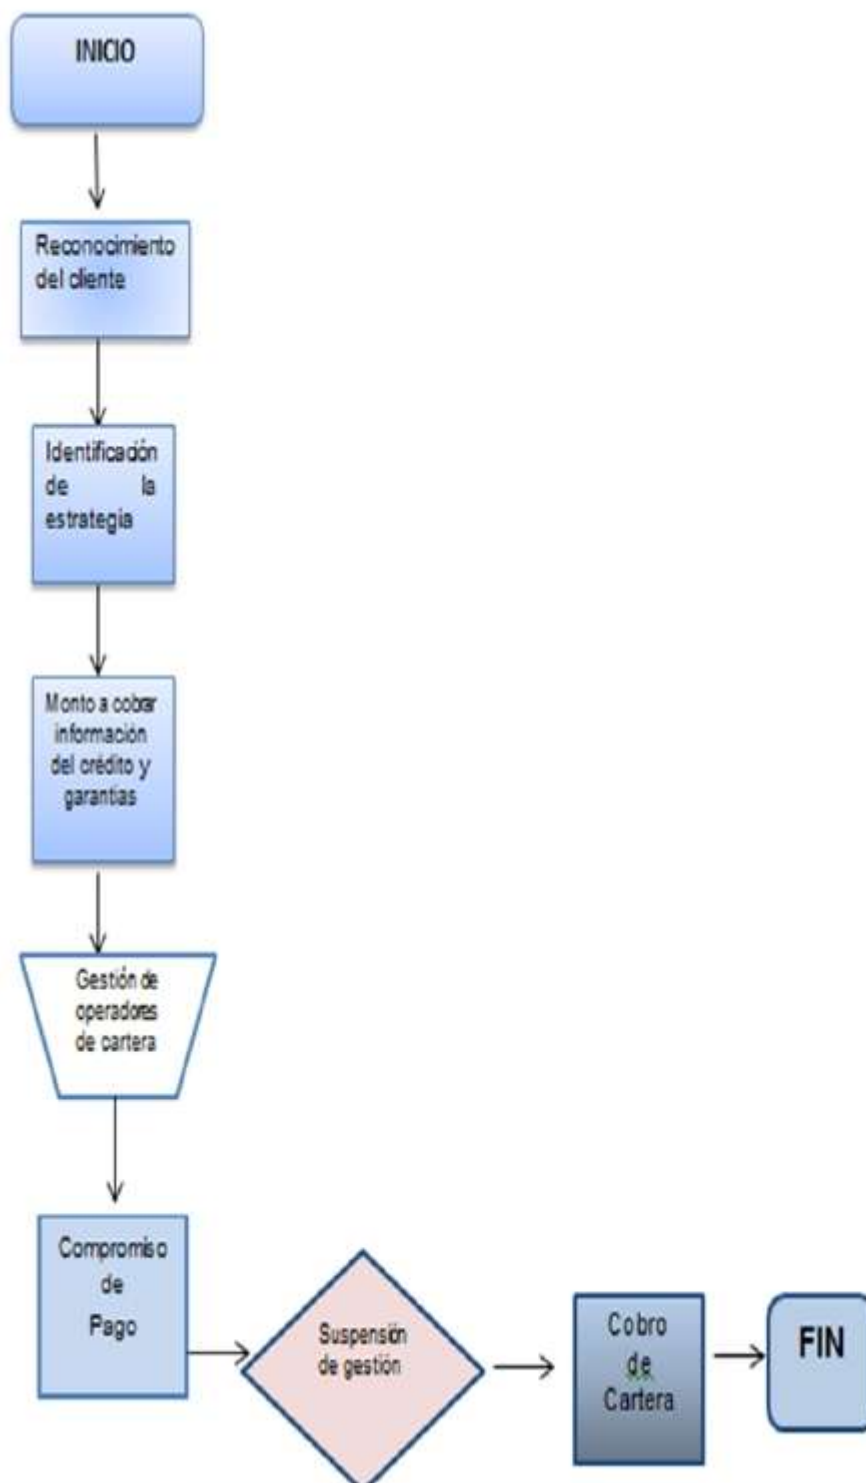 INICIO
Reconocimiento
del cliente
Identificación
de la
estrategia
Monto a cobrar
información
del crédito y
garantías
Gestión de
operadores
de cartera
Compromiso
de
Pago
Suspensión
de gestión
Cobro
de
Cartera
FIN